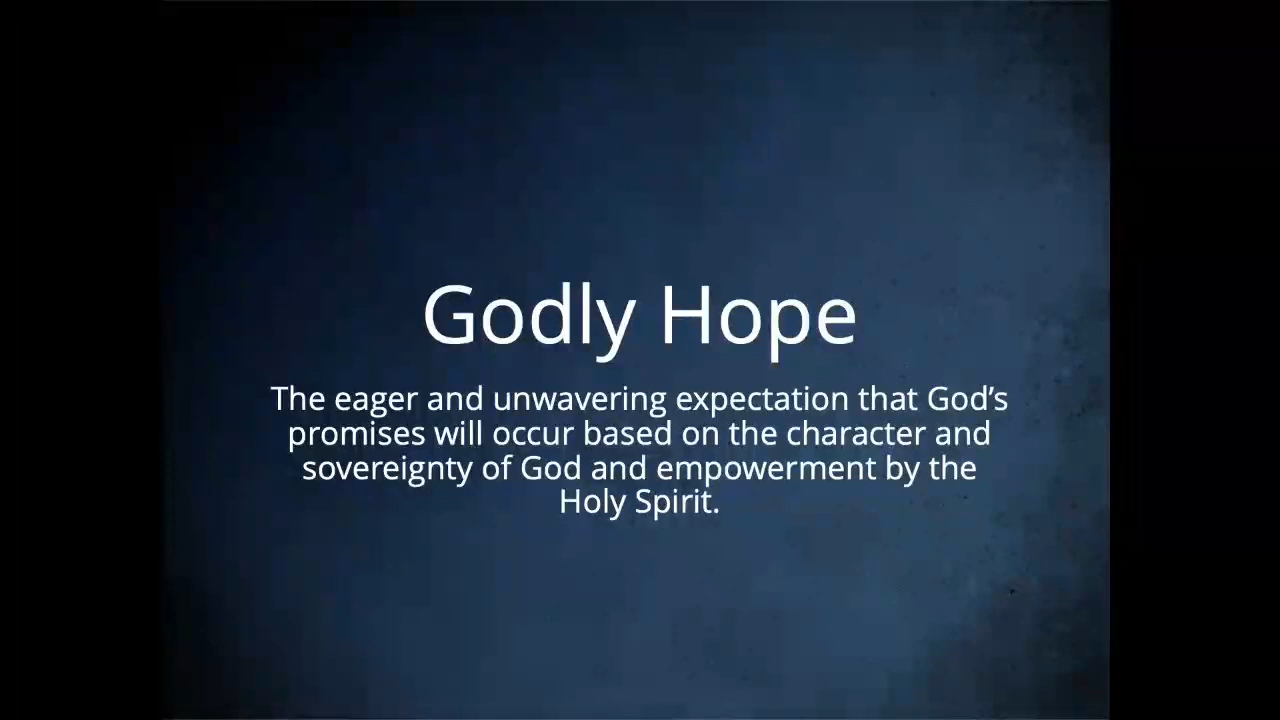 Godly Hope
The eager and unwavering expectation that God’s
promises will occur based on the character and
sovereignty of God and empowerment by the
Holy Spirit.